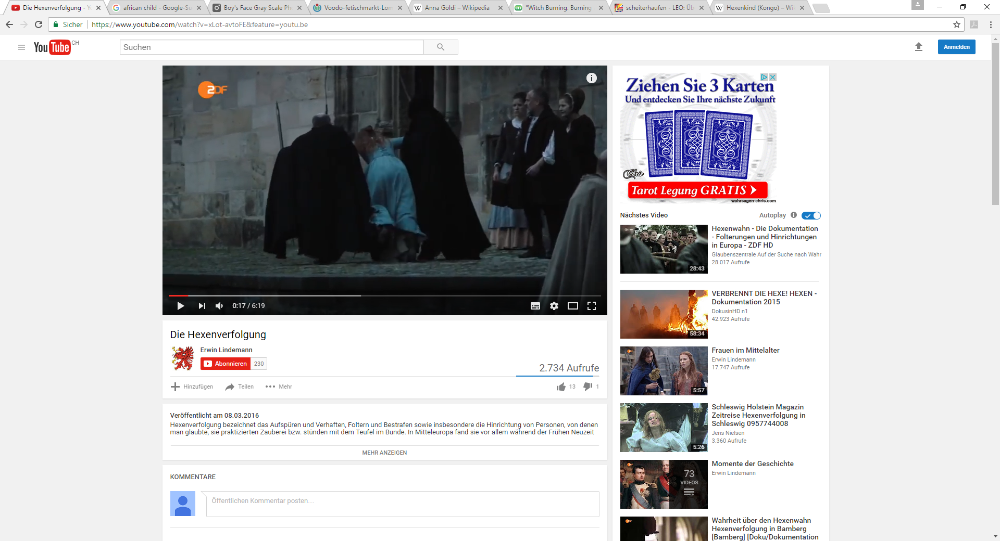 Die Hexenverfolgung - Y
african child - Google-Su
Boy's Face Gray Scale Ph
Voodo-fetischmarkt-Lom
Anna Göldi – Wikipedia
"Witch Burning. Burning
scheiterhaufen - LEO: Üb
Hexenkind (Kongo) – Wi
Sicher
https://www.youtube.com/watch?v=xLot-avtoFE&feature=youtu.be
YouTube CH
Suchen
Anmelden
ZDF
0:17 / 6:19
Die Hexenverfolgung
Erwin Lindemann
Abonnieren 230
2.734 Aufrufe
Hinzufügen Teilen Mehr
13 1
Veröffentlicht am 08.03.2016
Hexenverfolgung bezeichnet das Aufspüren und Verhaften, Foltern und Bestrafen sowie insbesondere die Hinrichtung von Personen, von denen
man glaubte, sie praktizierten Zauberei bzw. stünden mit dem Teufel im Bunde. In Mitteleuropa fand sie vor allem während der Frühen Neuzeit
MEHR ANZEIGEN
KOMMENTARE
Öffentlichen Kommentar posten...
Ziehen Sie 3 Karten
Und entdecken Sie Ihre nächste Zukunft
Chris
Tarot Legung GRATIS
wahrsagen-chris.com
Nächstes Video
Autoplay
Hexenwahn - Die Dokumentation
- Folterungen und Hinrichtungen
in Europa - ZDF HD
Glaubenszentrale Auf der Suche nach Wahr
28.017 Aufrufe
28:43
VERBRENNT DIE HEXE! HEXEN -
Dokumentation 2015
DokusinHD n1
42.923 Aufrufe
58:34
Frauen im Mittelalter
Erwin Lindemann
17.747 Aufrufe
5:57
Schleswig Holstein Magazin
Zeitreise Hexenverfolgung in
Schleswig 0957744008
Jens Nielsen
3.360 Aufrufe
5:26
Momente der Geschichte
Erwin Lindemann
73
VIDEOS
Wahrheit über den Hexenwahn
Hexenverfolgung in Bamberg
[Bamberg] [Doku/Dokumentation